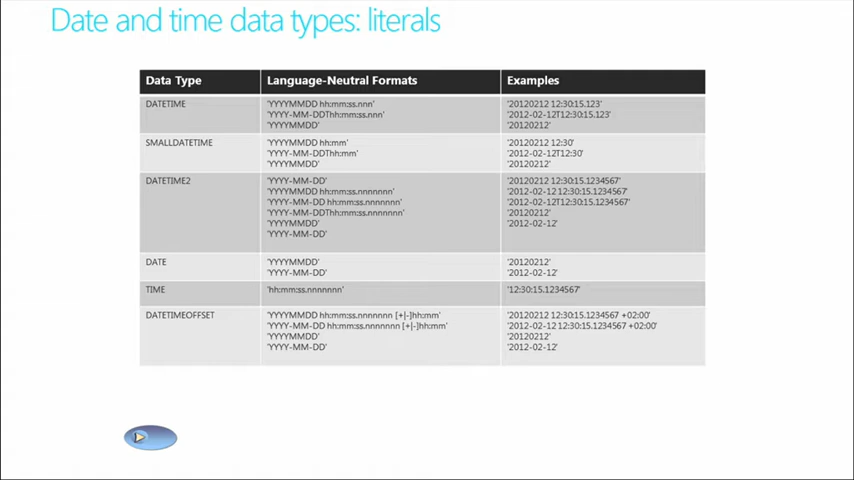 Date and time data types: literals
Data Type Language-Neutral Formats Examples
DATETIME
'YYYYMMDD hh:mm:ss.nnn'
'YYYY-MM-DDThh:mm:ss.nnn'
'YYYYMMDD'
'20120212 12:30:15.123'
'2012-02-12T12:30:15.123'
'20120212'
SMALLDATETIME
'YYYYMMDD hh:mm'
'YYYY-MM-DDThh:mm'
'YYYYMMDD'
'20120212 12:30'
'2012-02-12T12:30'
'20120212'
DATETIME2
'YYYY-MM-DD'
'YYYYMMDD hh:mm:ss.nnnnnnn'
'YYYY-MM-DD hh:mm:ss.nnnnnnn'
'YYYY-MM-DDThh:mm:ss.nnnnnnn'
'YYYYMMDD'
'YYYY-MM-DD'
'20120212 12:30:15.1234567'
'2012-02-12 12:30:15.1234567'
'2012-02-12T12:30:15.1234567'
'20120212'
'2012-02-12'
DATE
'YYYYMMDD'
'YYYY-MM-DD'
'20120212'
'2012-02-12'
TIME
'hh:mm:ss.nnnnnnn'
'12:30:15.1234567'
DATETIMEOFFSET
'YYYYMMDD hh:mm:ss.nnnnnnn [+|-]hh:mm'
'YYYY-MM-DD hh:mm:ss.nnnnnnn [+|-]hh:mm'
'YYYYMMDD'
'YYYY-MM-DD'
'20120212 12:30:15.1234567 +02:00'
'2012-02-12 12:30:15.1234567 +02:00'
'20120212'
'2012-02-12'